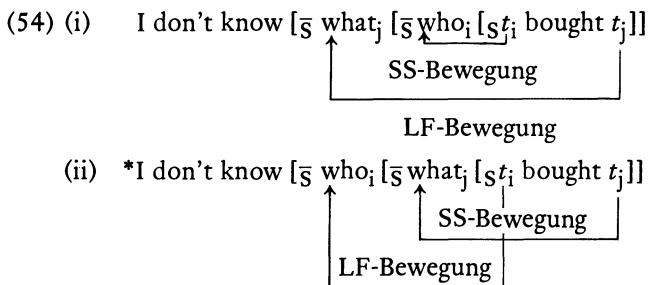 (54) (i) I don't know [S̅ whatⱼ [S̅ whoᵢ [S tᵢ bought tⱼ]]]
SS-Bewegung
LF-Bewegung
(ii) *I don't know [S̅ whoᵢ [S̅ whatⱼ [S tᵢ bought tⱼ]]]
SS-Bewegung
LF-Bewegung